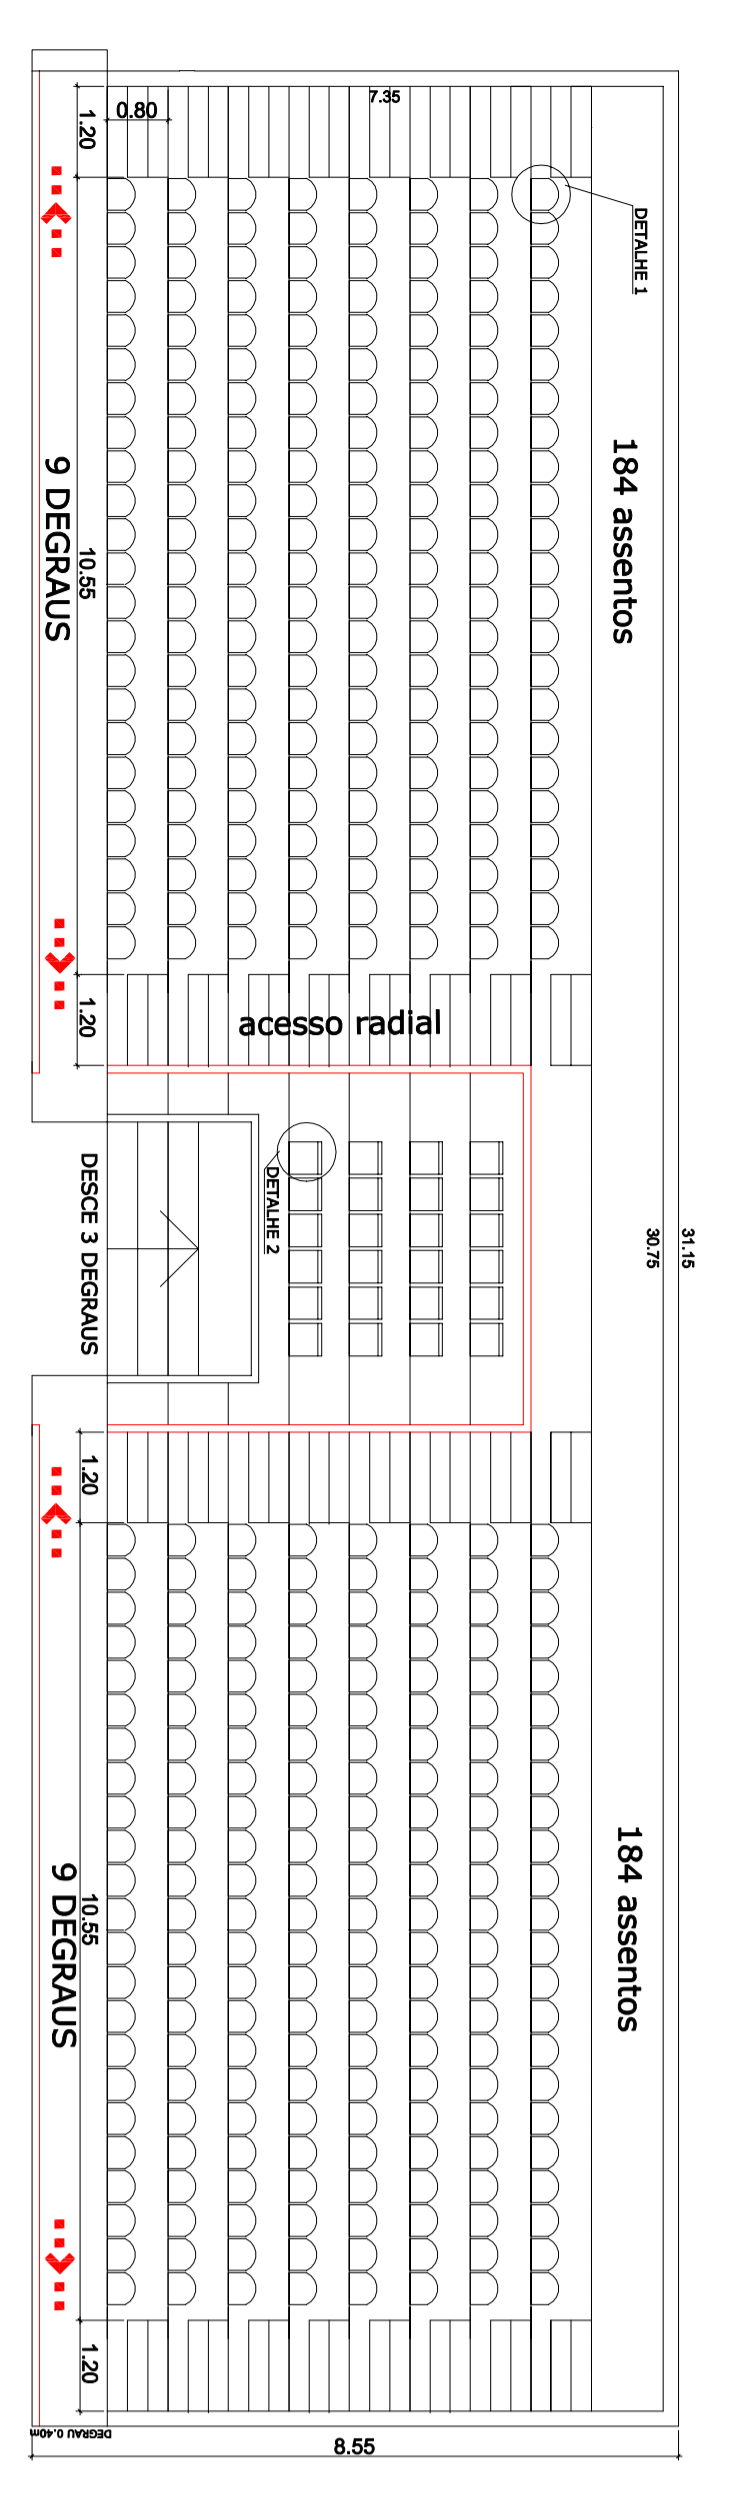 7.35
0.80
1.20
DETALHE 1
184 assentos
9 DEGRAUS
10.55
1.20
acesso radial
DETALHE 2
DESCE 3 DEGRAUS
31.15
30.75
1.20
184 assentos
9 DEGRAUS
10.55
1.20
DEGRAU 0.40m
8.55